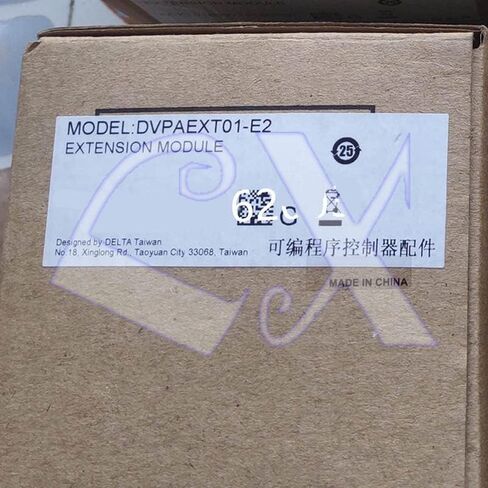 MODEL:DVPAEXT01-E2
EXTENSION MODULE
25
Designed by DELTA Taiwan
No.18, Xinglong Rd., Taoyuan City 33068, Taiwan
可编程序控制器配件
MADE IN CHINA